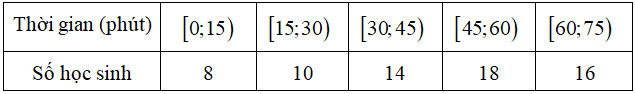 Thời gian (phút) [0;15) [15;30) [30;45) [45;60) [60;75)
Số học sinh 8 10 14 18 16